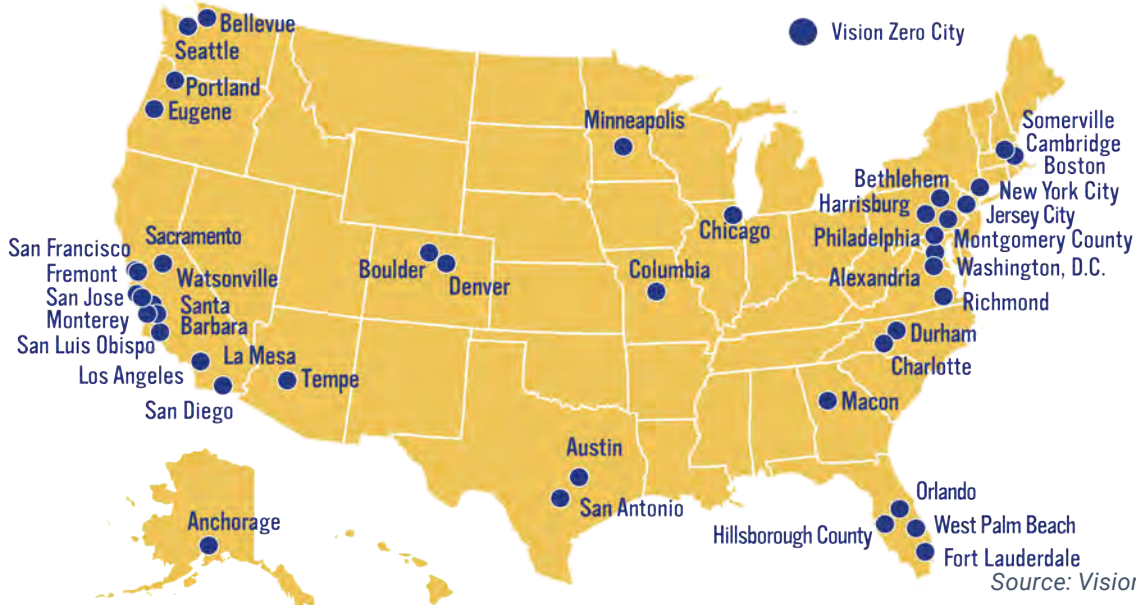 Vision Zero City
Bellevue
Seattle
Portland
Eugene
Minneapolis
Somerville
Cambridge
Boston
Bethlehem
New York City
Harrisburg
Jersey City
Chicago
Philadelphia
Montgomery County
Alexandria
Washington, D.C.
Richmond
Sacramento
San Francisco
Fremont
Watsonville
San Jose
Santa
Barbara
Monterey
San Luis Obispo
La Mesa
Los Angeles
San Diego
Tempe
Boulder
Denver
Columbia
Durham
Charlotte
Macon
Austin
San Antonio
Orlando
Hillsborough County
West Palm Beach
Fort Lauderdale
Anchorage
Source: Vision